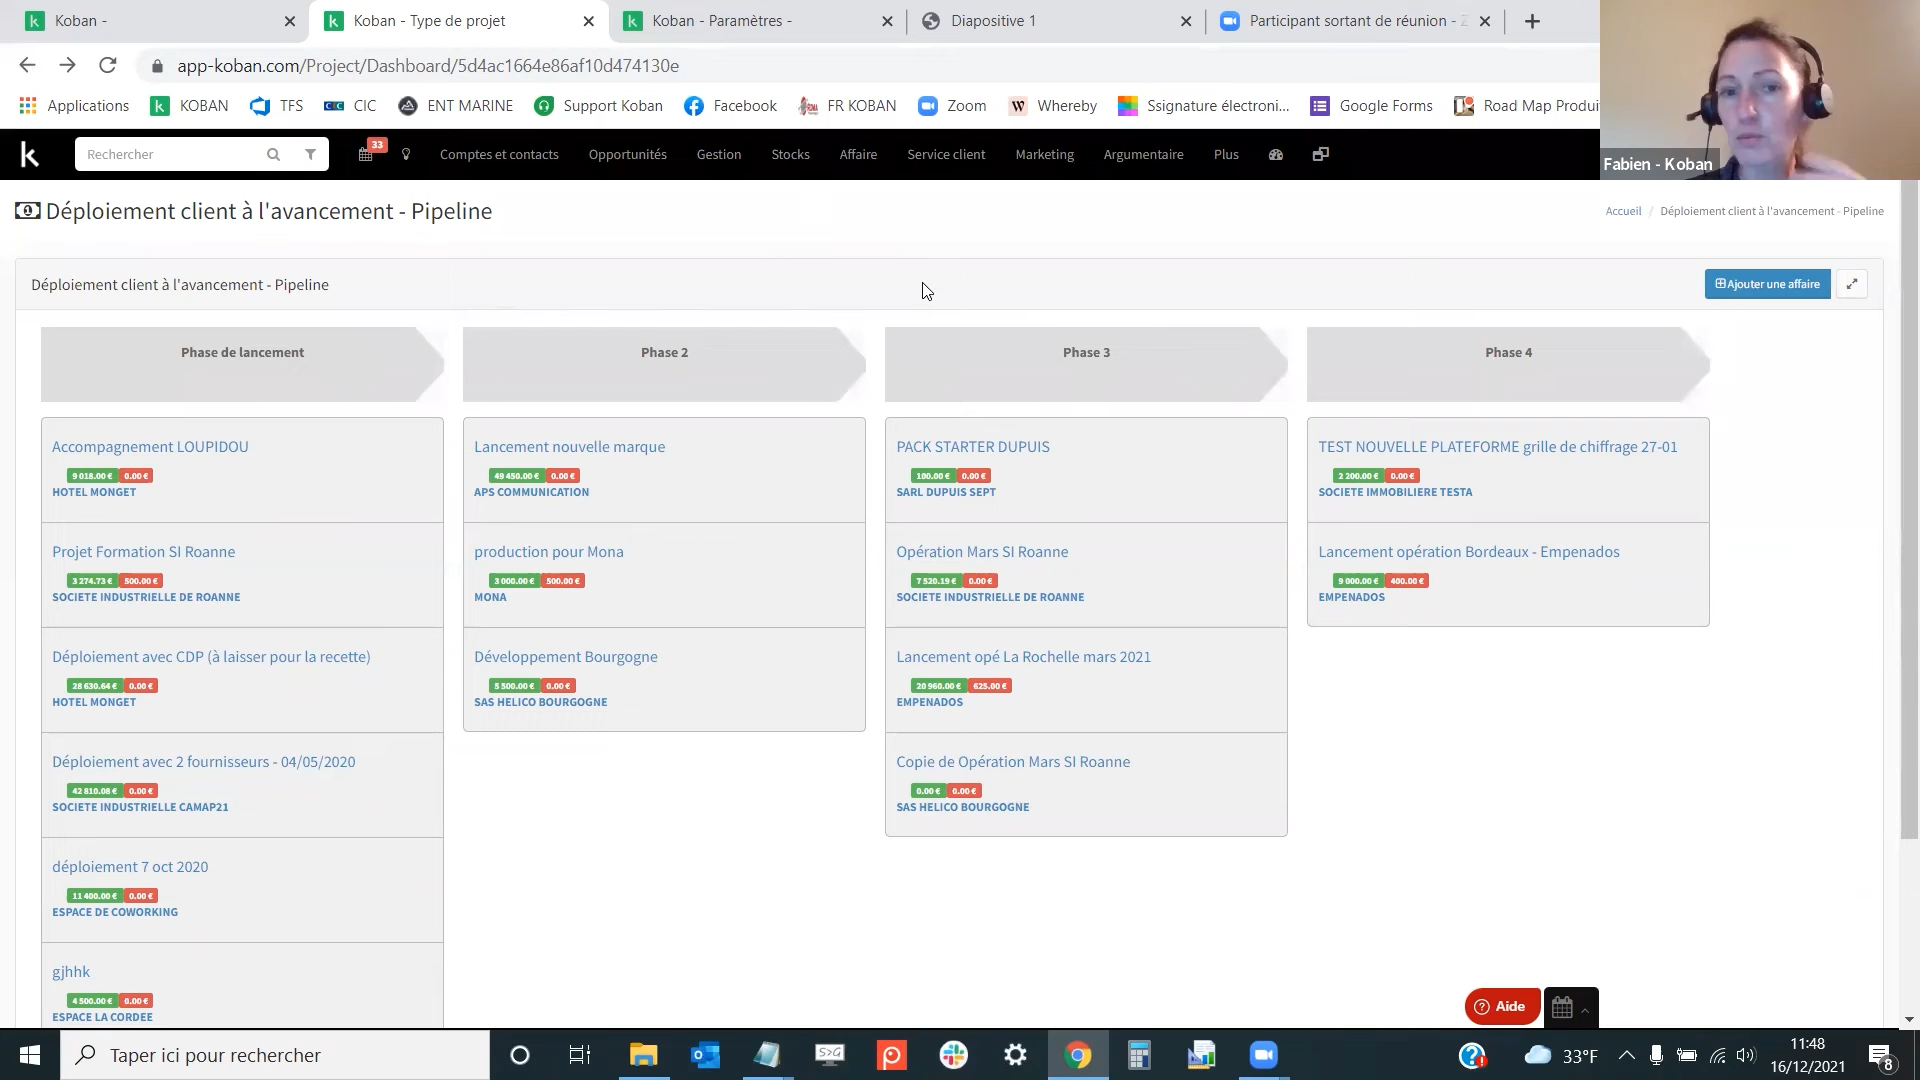 Koban -
Koban - Type de projet
Koban - Paramètres -
Diapositive 1
Participant sortant de réunion -
app-koban.com/Project/Dashboard/5d4ac1664e86af10d474130e
Applications
KOBAN
TFS
CIC
ENT MARINE
Support Koban
Facebook
FR KOBAN
Zoom
Whereby
Ssignature électroni...
Google Forms
Road Map Produi
Fabien - Koban
Rechercher
33
Comptes et contacts
Opportunités
Gestion
Stocks
Affaire
Service client
Marketing
Argumentaire
Plus
Déploiement client à l'avancement - Pipeline
Accueil / Déploiement client à l'avancement - Pipeline
Déploiement client à l'avancement - Pipeline
Ajouter une affaire
Phase de lancement
Phase 2
Phase 3
Phase 4
Accompagnement LOUPIDOU
9 018.00 € 0.00 €
HOTEL MONGET
Projet Formation SI Roanne
3 274.73 € 500.00 €
SOCIETE INDUSTRIELLE DE ROANNE
Déploiement avec CDP (à laisser pour la recette)
28 630.64 € 0.00 €
HOTEL MONGET
Déploiement avec 2 fournisseurs - 04/05/2020
42 810.08 € 0.00 €
SOCIETE INDUSTRIELLE CAMAP21
déploiement 7 oct 2020
11 400.00 € 0.00 €
ESPACE DE COWORKING
gjhhk
4 500.00 € 0.00 €
ESPACE LA CORDEE
Lancement nouvelle marque
49 450.00 € 0.00 €
APS COMMUNICATION
production pour Mona
3 000.00 € 500.00 €
MONA
Développement Bourgogne
5 500.00 € 0.00 €
SAS HELICO BOURGOGNE
PACK STARTER DUPUIS
100.00 € 0.00 €
SARL DUPUIS SEPT
Opération Mars SI Roanne
7 520.19 € 0.00 €
SOCIETE INDUSTRIELLE DE ROANNE
Lancement opé La Rochelle mars 2021
20 960.00 € 625.00 €
EMPENADOS
Copie de Opération Mars SI Roanne
0.00 € 0.00 €
SAS HELICO BOURGOGNE
TEST NOUVELLE PLATEFORME grille de chiffrage 27-01
2 200.00 € 0.00 €
SOCIETE IMMOBILIERE TESTA
Lancement opération Bordeaux - Empenados
9 000.00 € 400.00 €
EMPENADOS
Aide
Taper ici pour rechercher
33°F
11:48
16/12/2021
8